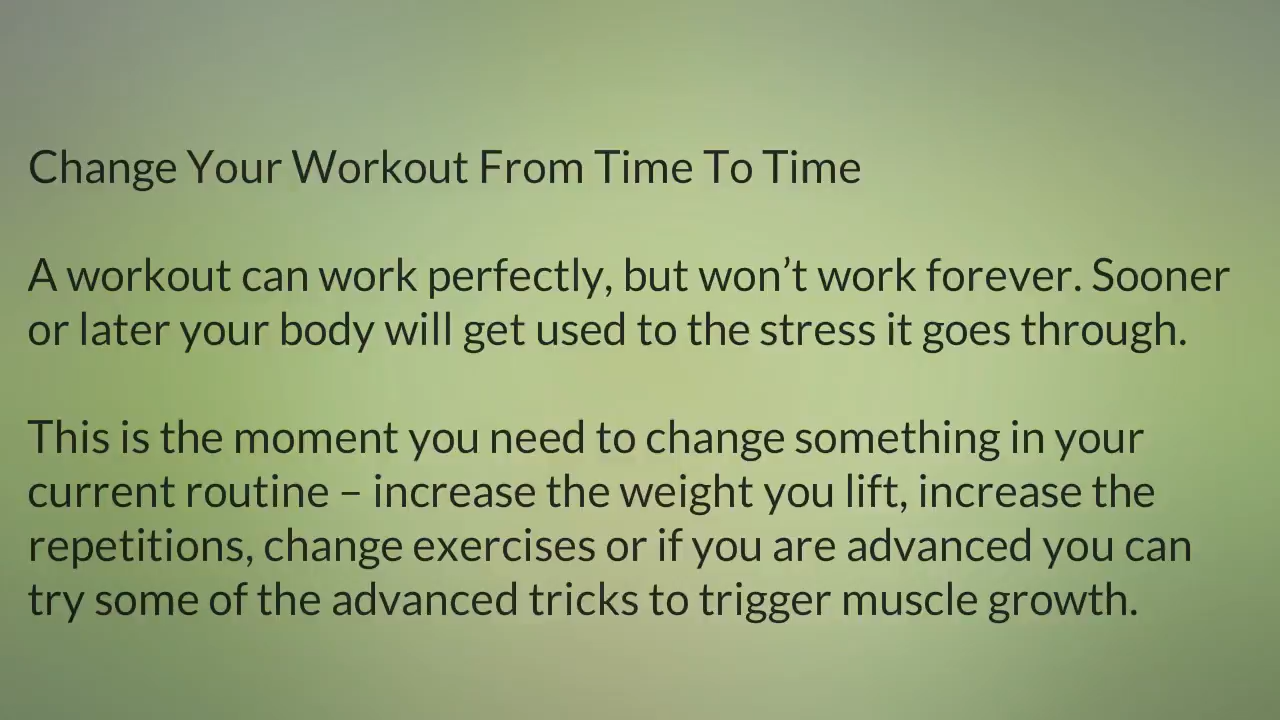 Change Your Workout From Time To Time
A workout can work perfectly, but won’t work forever. Sooner
or later your body will get used to the stress it goes through.
This is the moment you need to change something in your
current routine – increase the weight you lift, increase the
repetitions, change exercises or if you are advanced you can
try some of the advanced tricks to trigger muscle growth.